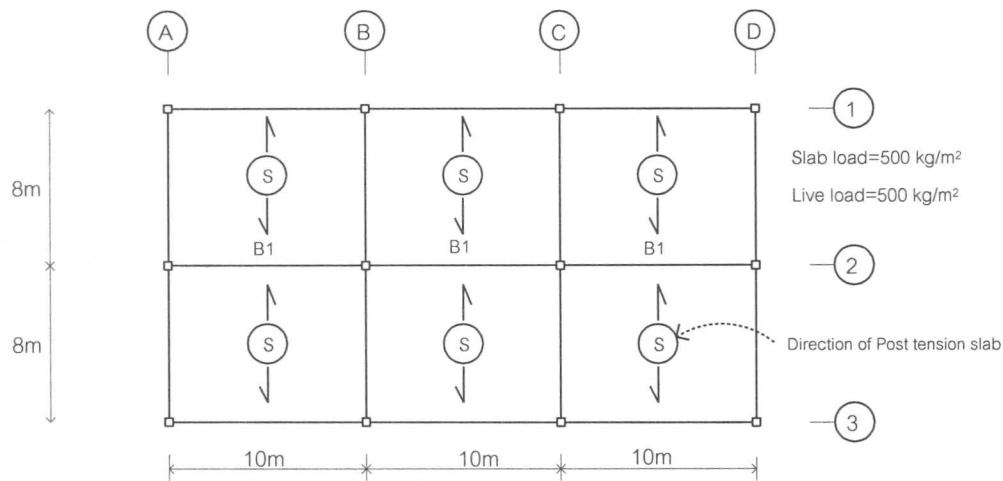 A B C D
1
Slab load=500 kg/m²
Live load=500 kg/m²
8m
S S S
B1 B1 B1
2
8m
S S S
Direction of Post tension slab
3
10m 10m 10m